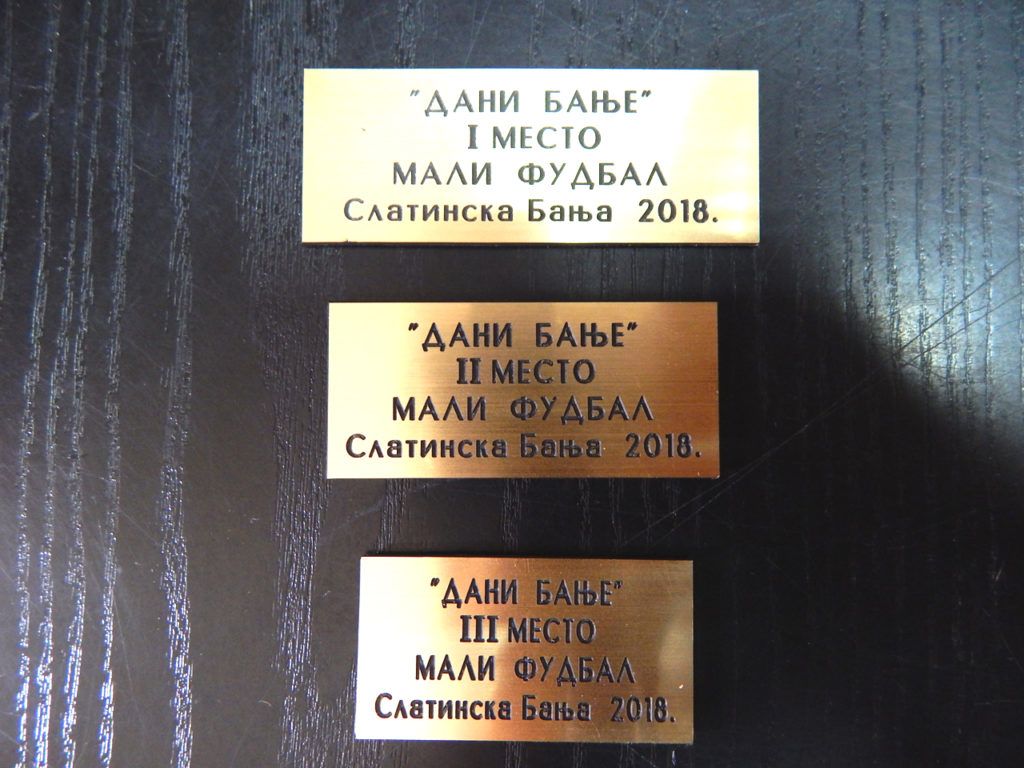 "ДАНИ БАЊЕ"
I МЕСТО
МАЛИ ФУДБАЛ
Слатинска Бања 2018.
"ДАНИ БАЊЕ"
II МЕСТО
МАЛИ ФУДБАЛ
Слатинска Бања 2018.
"ДАНИ БАЊЕ"
III МЕСТО
МАЛИ ФУДБАЛ
Слатинска Бања 2018.